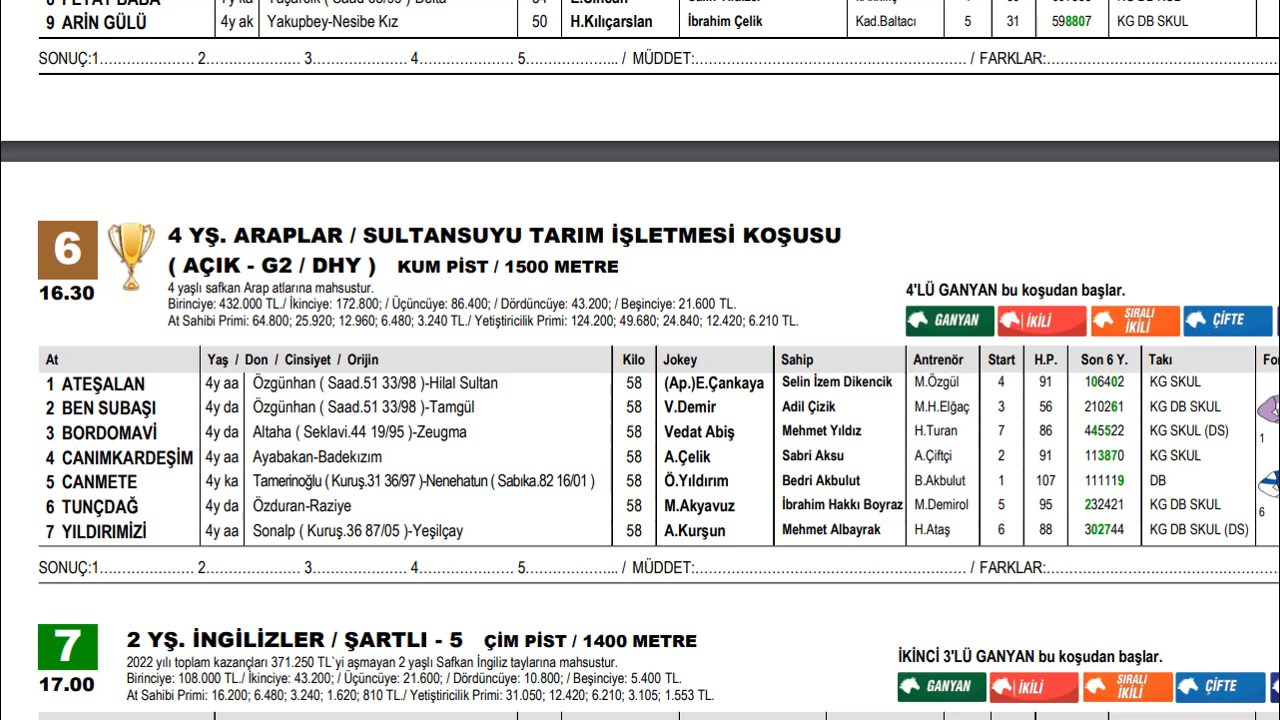 9 ARİN GÜLÜ 4y ak Yakupbey-Nesibe Kız 50 H.Kılıçarslan İbrahim Çelik Kad.Baltacı 5 31 598807 KG DB SKUL
SONUÇ:1...................... 2...................... 3....................... 4...................... 5...................... / MÜDDET:............................................................... / FARKLAR:......................................................
6 4 YŞ. ARAPLAR / SULTANSUYU TARIM İŞLETMESİ KOŞUSU
( AÇIK - G2 / DHY ) KUM PİST / 1500 METRE
16.30
4 yaşlı safkan Arap atlarına mahsustur.
Birinciye: 432.000 TL./ İkinciye: 172.800; / Üçüncüye: 86.400; / Dördüncüye: 43.200; / Beşinciye: 21.600 TL.
At Sahibi Primi: 64.800; 25.920; 12.960; 6.480; 3.240 TL./ Yetiştiricilik Primi: 124.200; 49.680; 24.840; 12.420; 6.210 TL.
4'LÜ GANYAN bu koşudan başlar.
GANYAN İKİLİ SIRALI İKİLİ ÇİFTE
At Yaş / Don / Cinsiyet / Orijin Kilo Jokey Sahip Antrenör Start H.P. Son 6 Y. Takı
1 ATEŞALAN 4y aa Özgünhan ( Saad.51 33/98 )-Hilal Sultan 58 (Ap.)E.Çankaya Selin İzem Dikencik M.Özgül 4 91 106402 KG SKUL
2 BEN SUBAŞI 4y da Özgünhan ( Saad.51 33/98 )-Tamgül 58 V.Demir Adil Çizik M.H.Elğaç 3 56 210261 KG DB SKUL
3 BORDOMAVİ 4y da Altaha ( Seklavi.44 19/95 )-Zeugma 58 Vedat Abiş Mehmet Yıldız H.Turan 7 86 445522 KG SKUL (DS)
1
4 CANIMKARDEŞİM 4y aa Ayabakan-Badekızım 58 A.Çelik Sabri Aksu A.Çiftçi 2 91 113870 KG SKUL
5 CANMETE 4y ka Tamerinoğlu ( Kuruş.31 36/97 )-Nenehatun ( Sabıka.82 16/01 ) 58 Ö.Yıldırım Bedri Akbulut B.Akbulut 1 107 111119 DB
6 TUNÇDAĞ 4y da Özduran-Raziye 58 M.Akyavuz İbrahim Hakkı Boyraz M.Demirol 5 95 232421 KG DB SKUL
6
7 YILDIRIMİZİ 4y aa Sonalp ( Kuruş.36 87/05 )-Yeşilçay 58 A.Kurşun Mehmet Albayrak H.Ataş 6 88 302744 KG DB SKUL (DS)
SONUÇ:1...................... 2...................... 3....................... 4...................... 5...................... / MÜDDET:............................................................... / FARKLAR:......................................................
7 2 YŞ. İNGİLİZLER / ŞARTLI - 5 ÇİM PİST / 1400 METRE
17.00
2022 yılı toplam kazançları 371.250 TL`yi aşmayan 2 yaşlı Safkan İngiliz taylarına mahsustur.
Birinciye: 108.000 TL./ İkinciye: 43.200; / Üçüncüye: 21.600; / Dördüncüye: 10.800; / Beşinciye: 5.400 TL.
At Sahibi Primi: 16.200; 6.480; 3.240; 1.620; 810 TL./ Yetiştiricilik Primi: 31.050; 12.420; 6.210; 3.105; 1.553 TL.
İKİNCİ 3'LÜ GANYAN bu koşudan başlar.
GANYAN İKİLİ SIRALI İKİLİ ÇİFTE